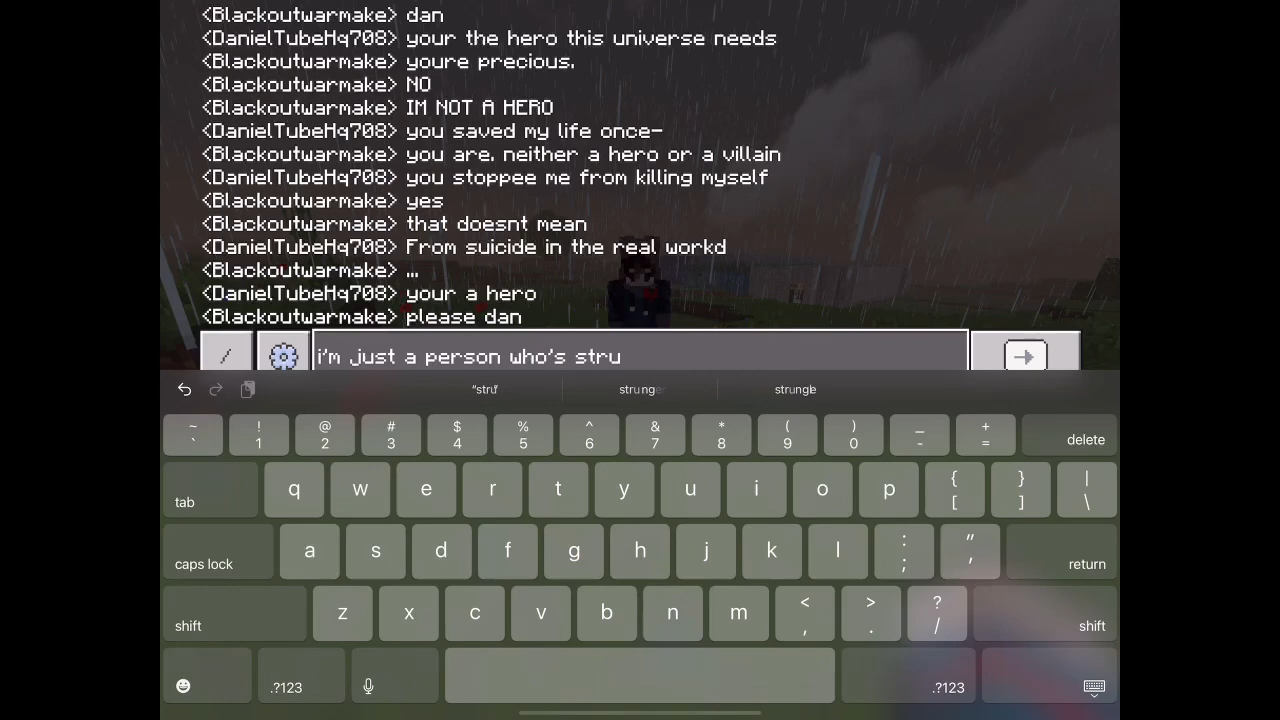 <Blackoutwarmake> dan
<DanielTubeHq708> your the hero this universe needs
<Blackoutwarmake> youre precious.
<Blackoutwarmake> NO
<Blackoutwarmake> IM NOT A HERO
<DanielTubeHq708> you saved my life once-
<Blackoutwarmake> you are. neither a hero or a villain
<DanielTubeHq708> you stoppee me from killing myself
<Blackoutwarmake> yes
<Blackoutwarmake> that doesnt mean
<DanielTubeHq708> From suicide in the real workd
<Blackoutwarmake> ...
<DanielTubeHq708> your a hero
<Blackoutwarmake> please dan
/ i'm just a person who's stru
"stru" strunge strungle
~ ! @ # $ % ^ & * ( ) _ +
` 1 2 3 4 5 6 7 8 9 0 - = delete
tab q w e r t y u i o p { [ } ] | \
caps lock a s d f g h j k l : ; " ' return
shift z x c v b n m < , > . ? / shift
.?123 .?123